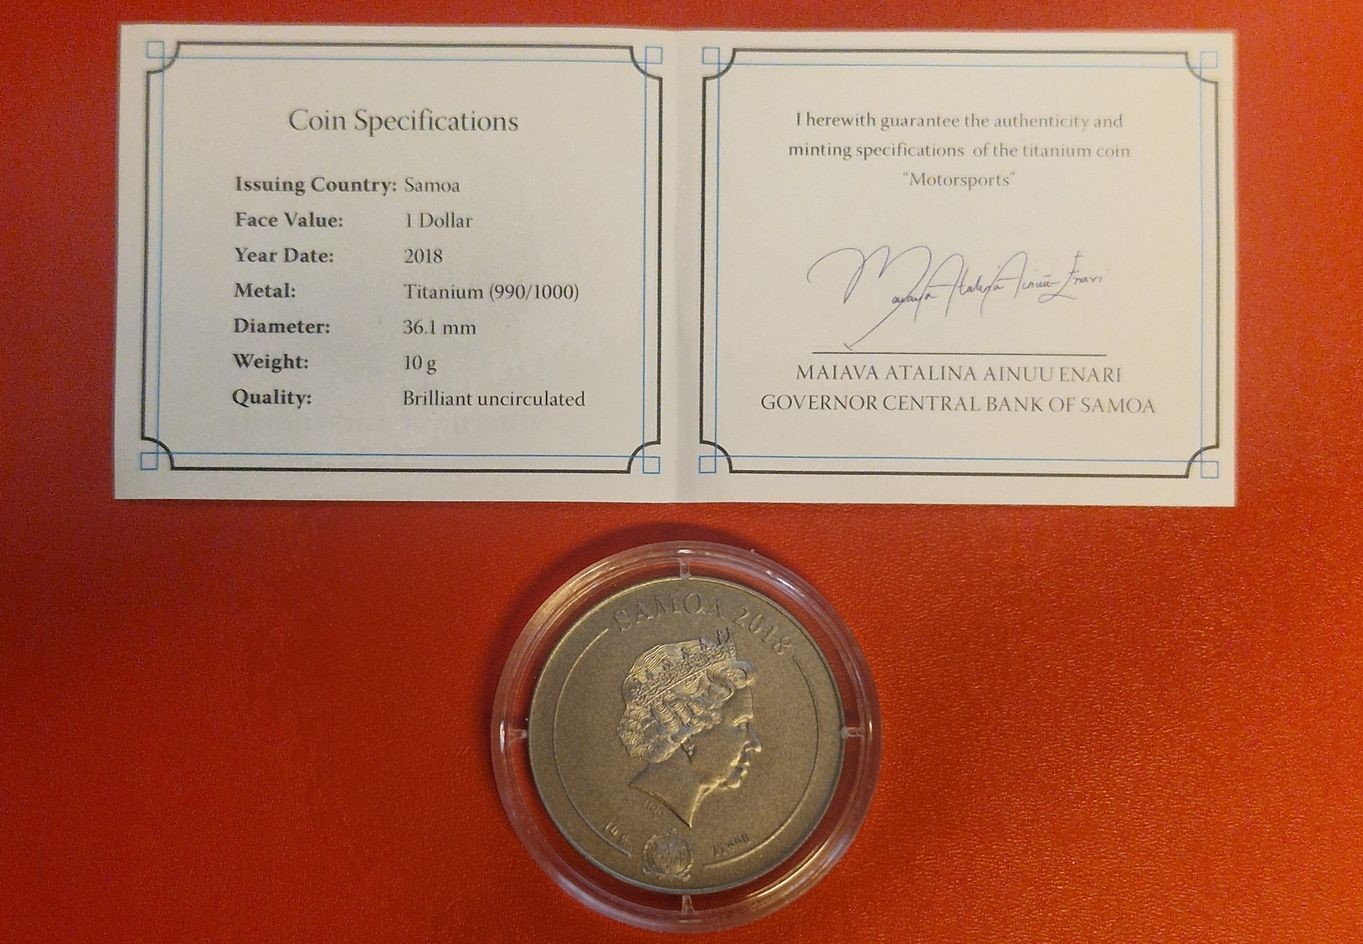 Coin Specifications
Issuing Country: Samoa
Face Value: 1 Dollar
Year Date: 2018
Metal: Titanium (990/1000)
Diameter: 36.1 mm
Weight: 10 g
Quality: Brilliant uncirculated
I herewith guarantee the authenticity and
minting specifications of the titanium coin
"Motorsports"
MAIAVA ATALINA AINUU ENARI
GOVERNOR CENTRAL BANK OF SAMOA
SAMOA 2018